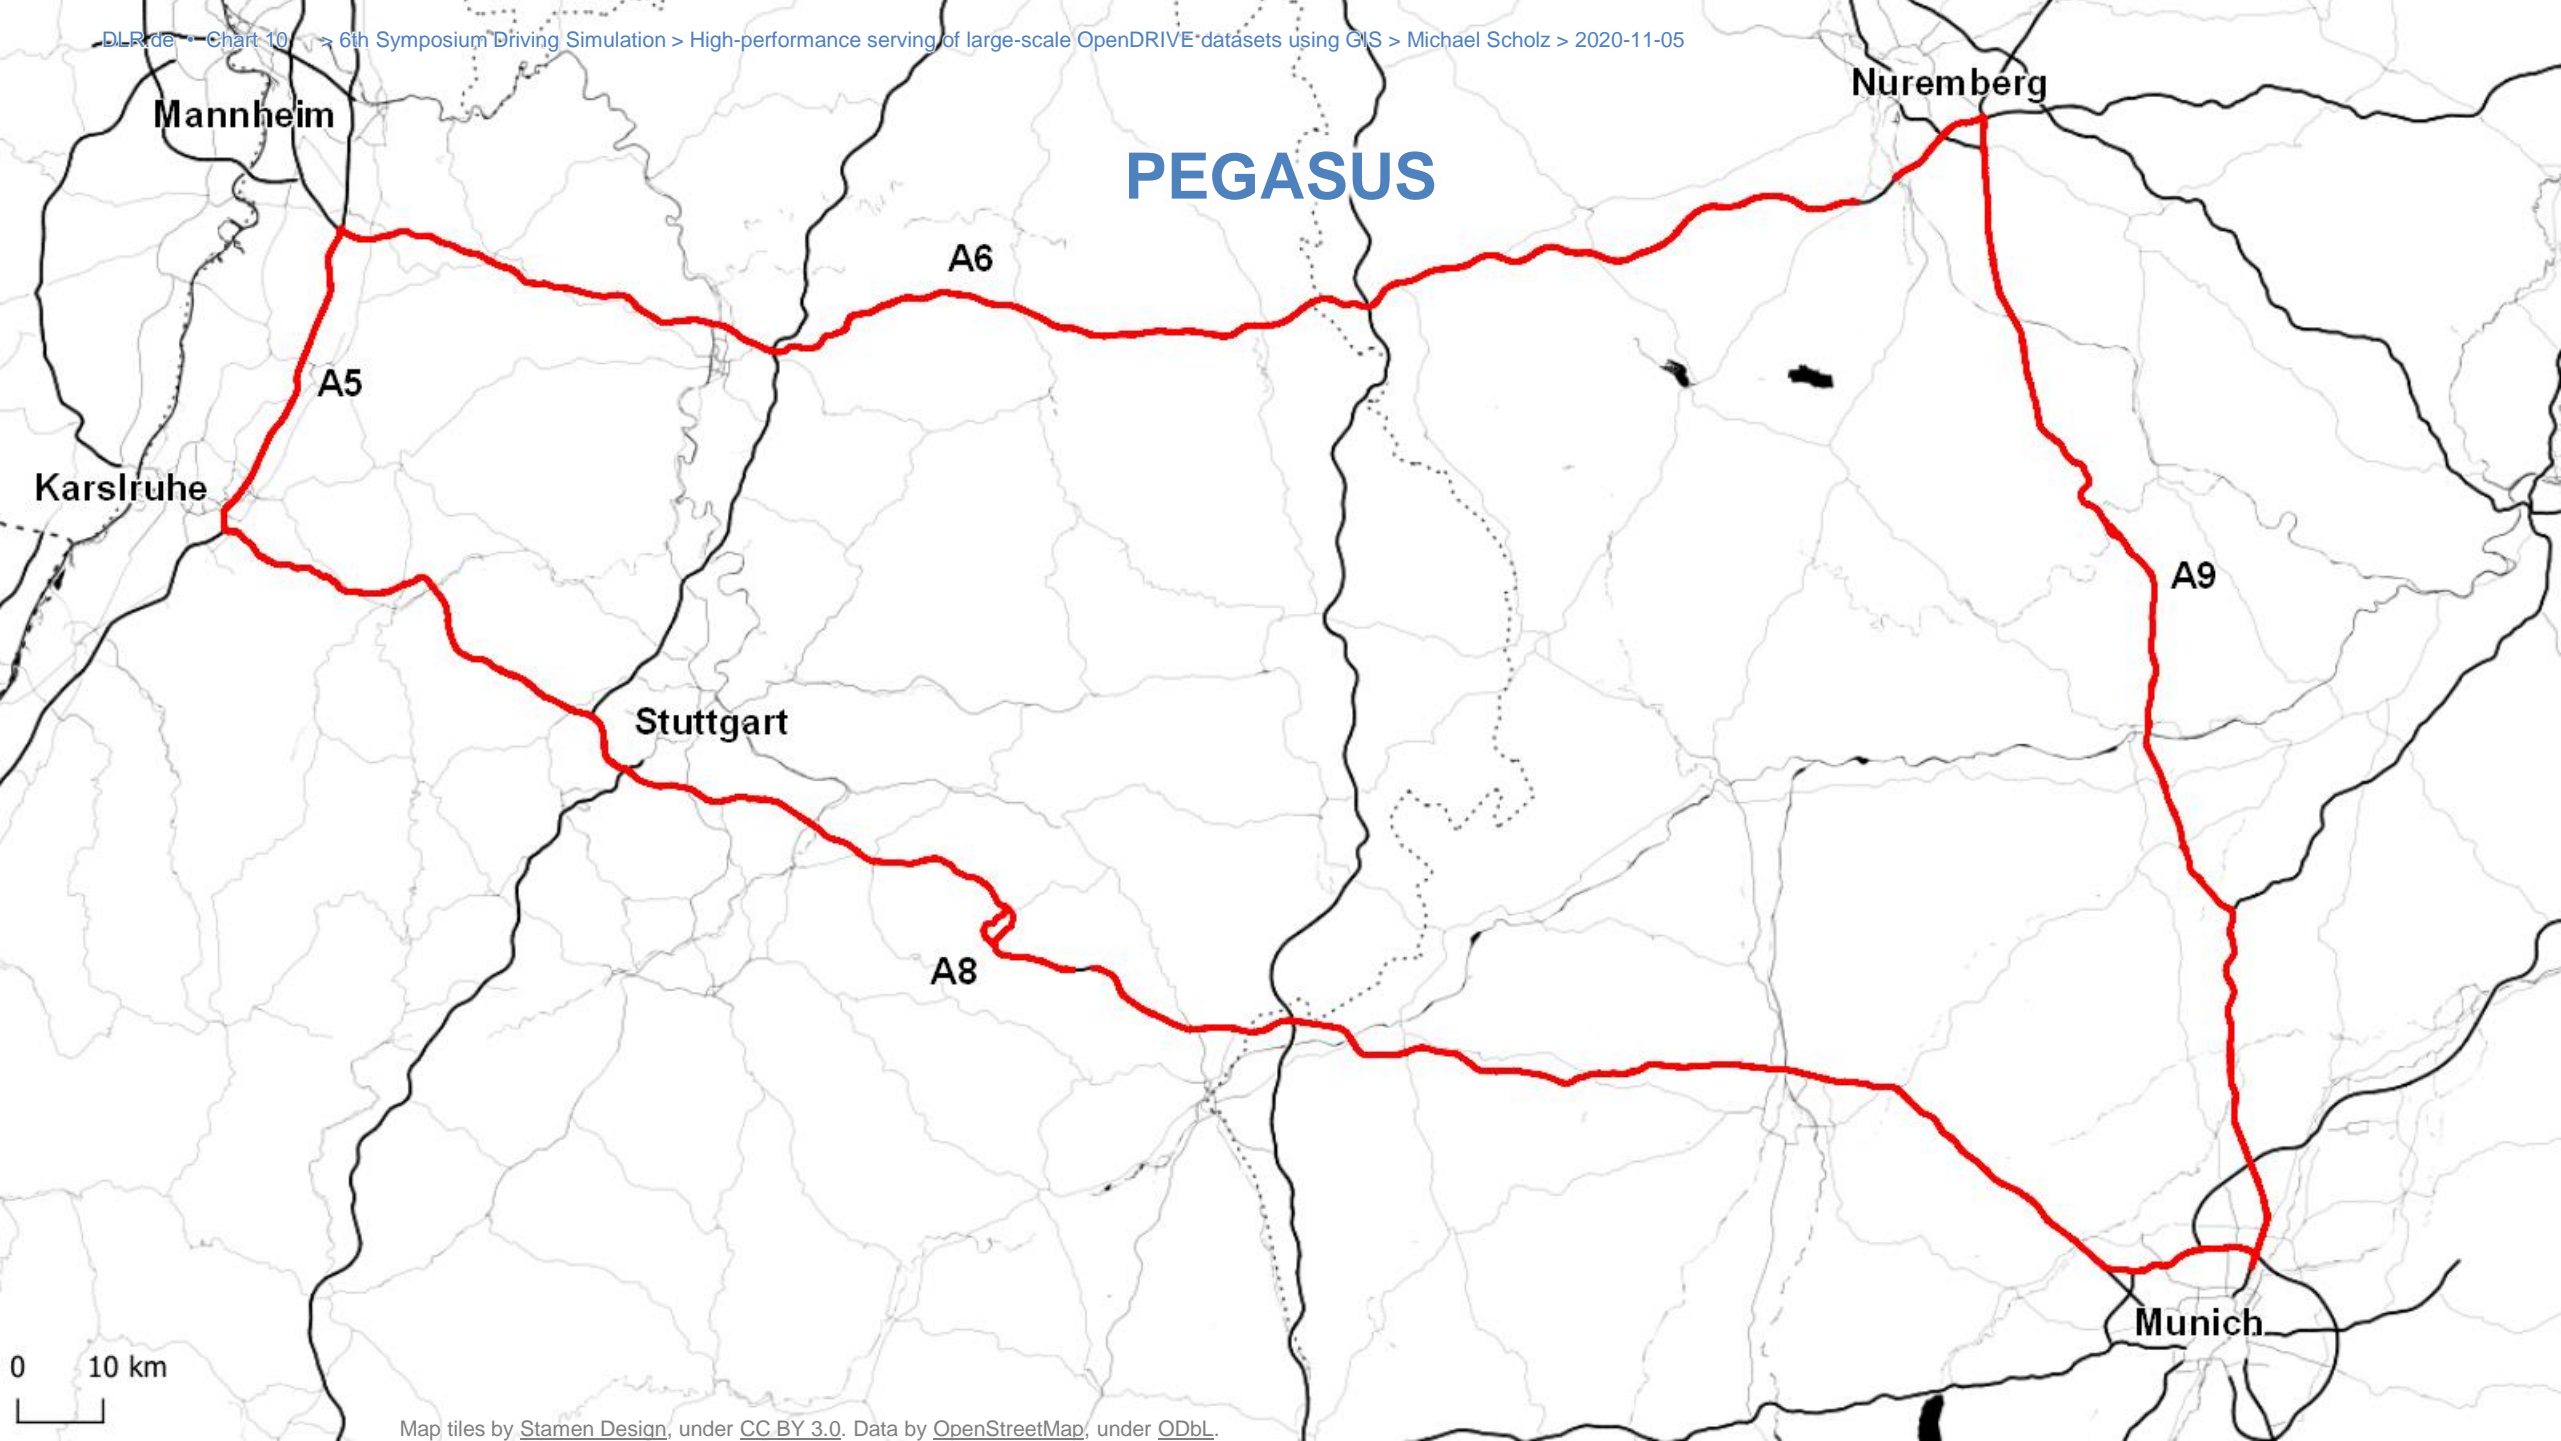 DLR.de • Chart 10 > 6th Symposium Driving Simulation > High-performance serving of large-scale OpenDRIVE datasets using GIS > Michael Scholz > 2020-11-05
Nuremberg
Mannheim
PEGASUS
A6
A5
Karslruhe
A9
Stuttgart
A8
Munich
0 10 km
Map tiles by Stamen Design, under CC BY 3.0. Data by OpenStreetMap, under ODbL.